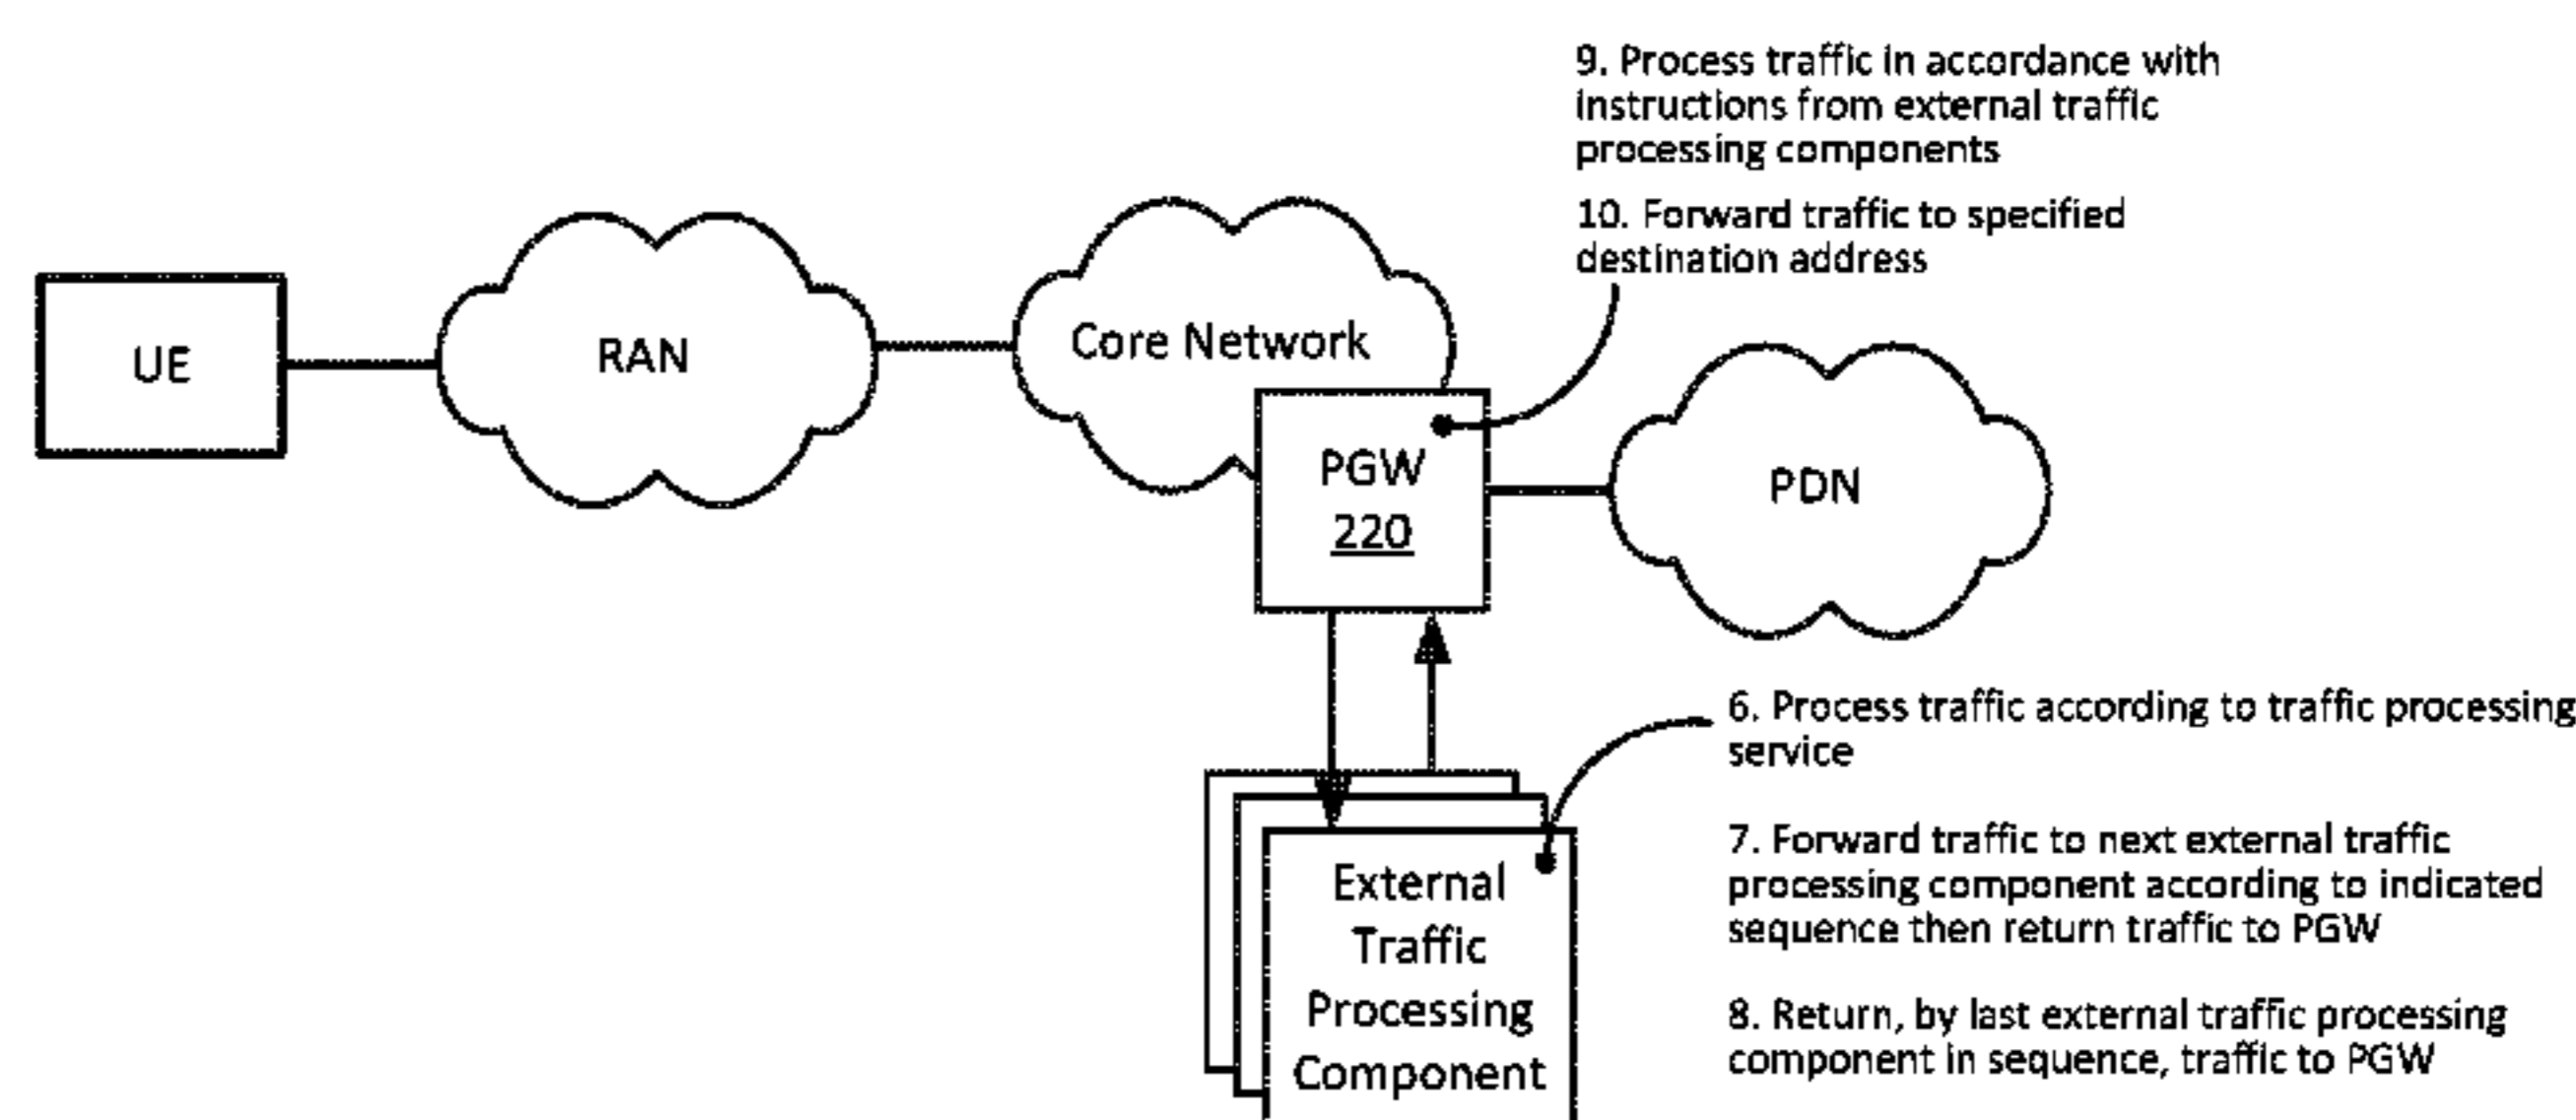 9. Process traffic in accordance with
instructions from external traffic
processing components
10. Forward traffic to specified
destination address
UE
RAN
Core Network
PGW
220
PDN
6. Process traffic according to traffic processing
service
7. Forward traffic to next external traffic
processing component according to indicated
sequence then return traffic to PGW
8. Return, by last external traffic processing
component in sequence, traffic to PGW
External
Traffic
Processing
Component